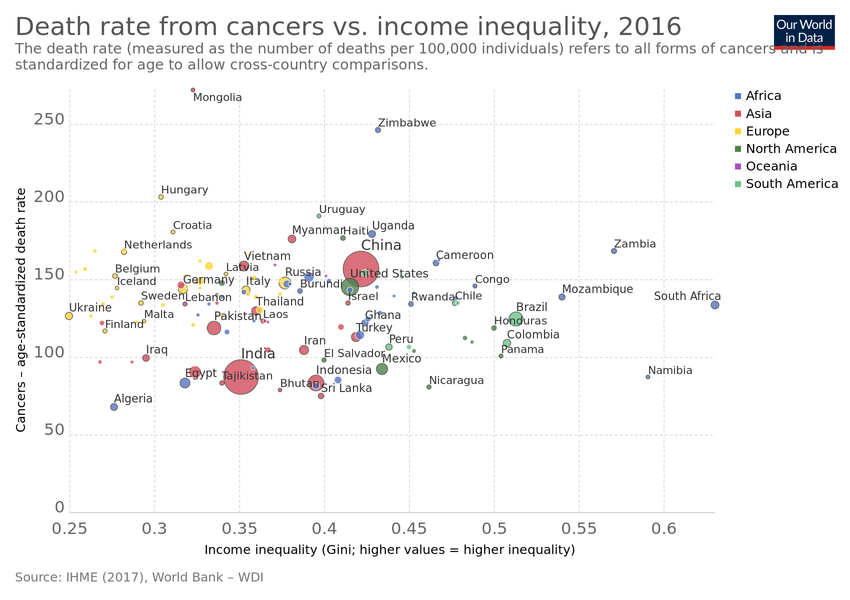 Death rate from cancers vs. income inequality, 2016
Our World
in Data
The death rate (measured as the number of deaths per 100,000 individuals) refers to all forms of cancers and is
standardized for age to allow cross-country comparisons.
Africa
Asia
Europe
North America
Oceania
South America
Cancers – age-standardized death rate
250
200
150
100
50
0
Mongolia
Zimbabwe
Hungary
Uruguay
Croatia
Myanmar
Haiti
Uganda
Netherlands
China
Zambia
Vietnam
Cameroon
Belgium
Latvia
Russia
United States
Iceland
Germany
Italy
Burundi
Congo
Sweden
Lebanon
Israel
Rwanda
Chile
Mozambique
South Africa
Ukraine
Malta
Thailand
Finland
Pakistan
Laos
Ghana
Turkey
Brazil
Honduras
Iraq
India
Iran
El Salvador
Peru
Mexico
Colombia
Panama
Egypt
Tajikistan
Indonesia
Bhutan
Sri Lanka
Nicaragua
Namibia
Algeria
0.25
0.3
0.35
0.4
0.45
0.5
0.55
0.6
Income inequality (Gini; higher values = higher inequality)
Source: IHME (2017), World Bank – WDI